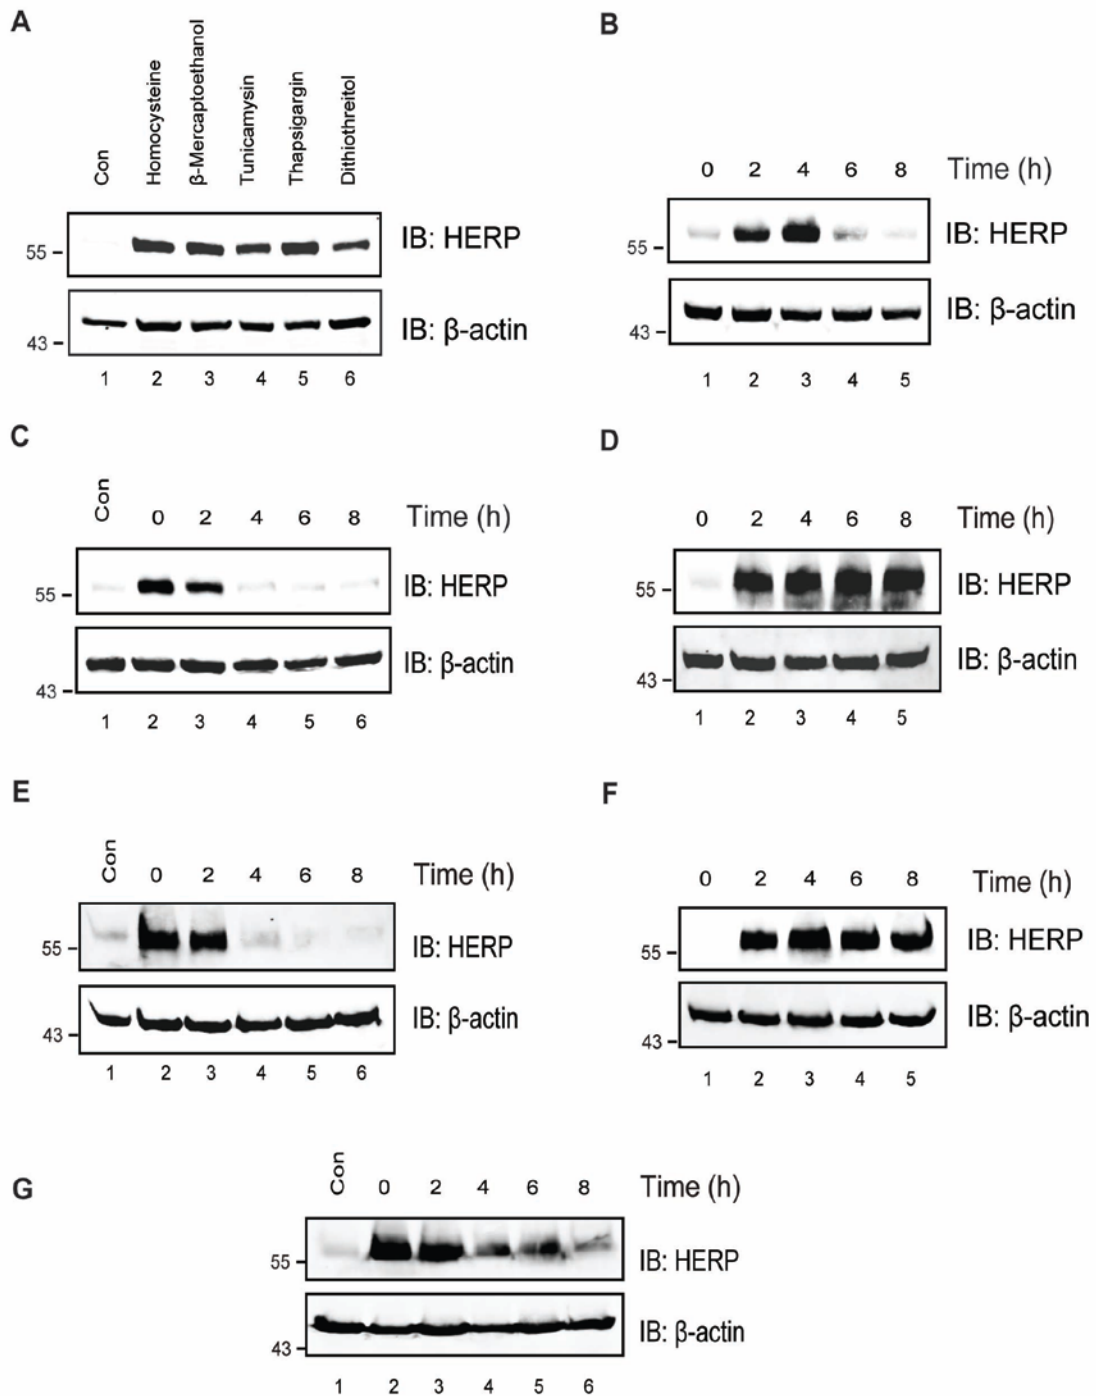 A
Con
Homocysteine
β-Mercaptoethanol
Tunicamysin
Thapsigargin
Dithiothreitol
55
IB: HERP
43
IB: β-actin
1 2 3 4 5 6
B
0 2 4 6 8 Time (h)
55
IB: HERP
43
IB: β-actin
1 2 3 4 5
C
Con 0 2 4 6 8 Time (h)
55
IB: HERP
43
IB: β-actin
1 2 3 4 5 6
D
0 2 4 6 8 Time (h)
55
IB: HERP
43
IB: β-actin
1 2 3 4 5
E
Con 0 2 4 6 8 Time (h)
55
IB: HERP
43
IB: β-actin
1 2 3 4 5 6
F
0 2 4 6 8 Time (h)
55
IB: HERP
43
IB: β-actin
1 2 3 4 5
G
Con 0 2 4 6 8 Time (h)
55
IB: HERP
43
IB: β-actin
1 2 3 4 5 6